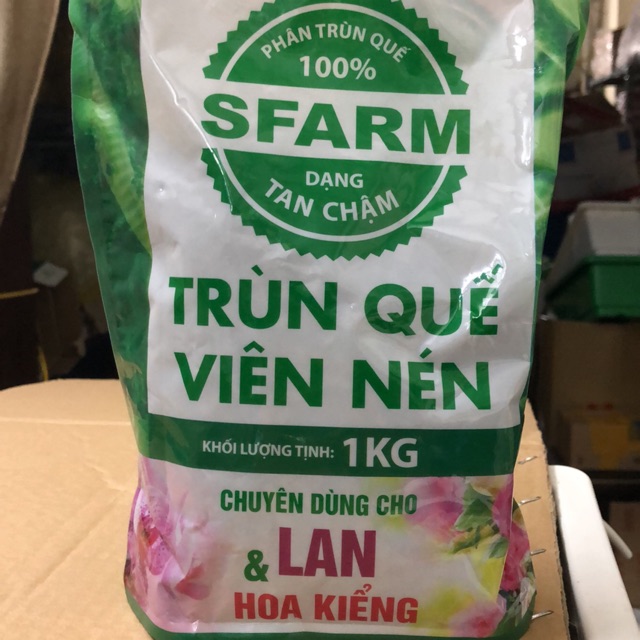 PHÂN TRÙN QUẾ
100%
SFARM
DẠNG
TAN CHẬM
TRÙN QUẾ
VIÊN NÉN
KHỐI LƯỢNG TỊNH: 1KG
CHUYÊN DÙNG CHO
& LAN
HOA KIỂNG